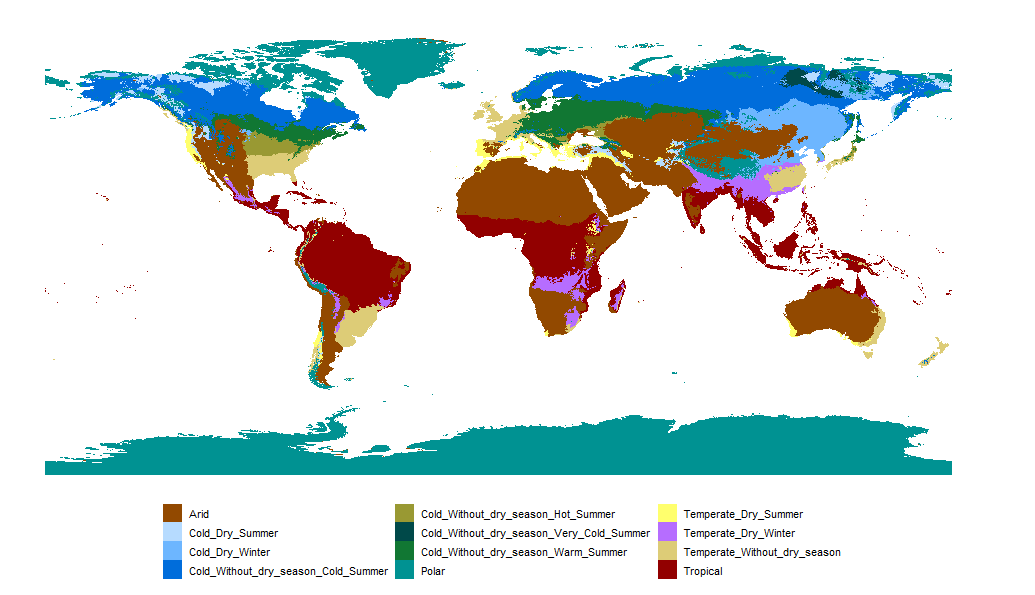 Arid
Cold_Dry_Summer
Cold_Dry_Winter
Cold_Without_dry_season_Cold_Summer
Cold_Without_dry_season_Hot_Summer
Cold_Without_dry_season_Very_Cold_Summer
Cold_Without_dry_season_Warm_Summer
Polar
Temperate_Dry_Summer
Temperate_Dry_Winter
Temperate_Without_dry_season
Tropical